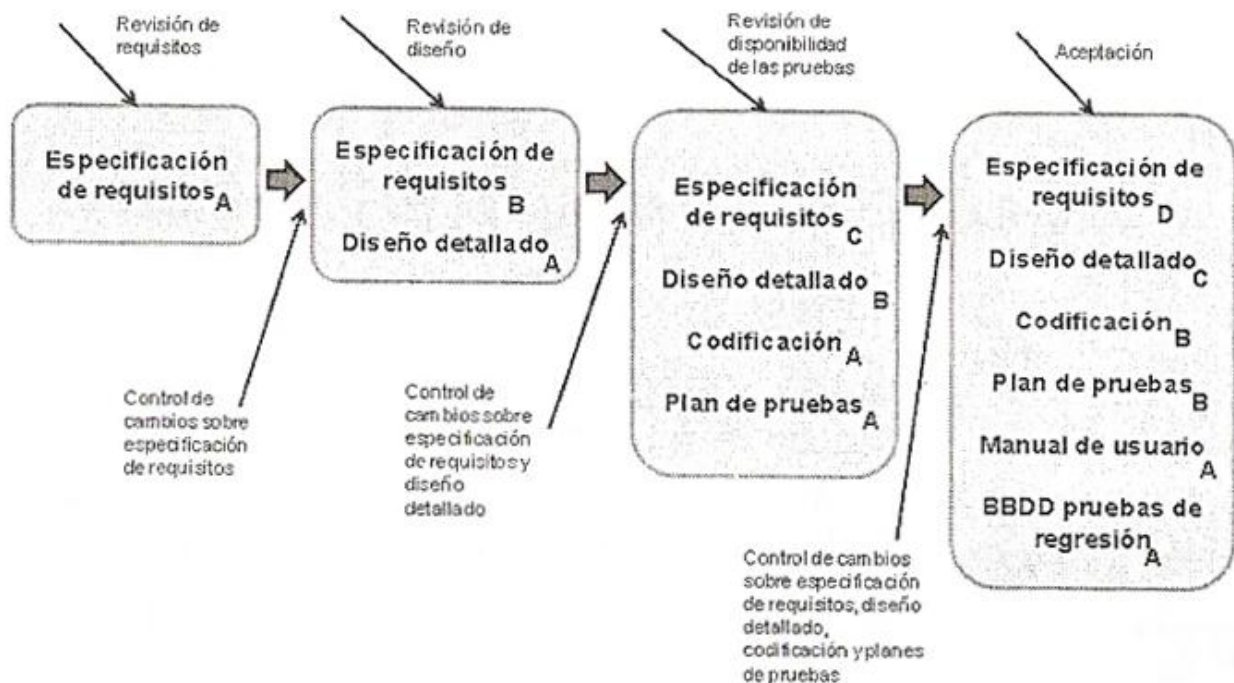 Revisión de
requisitos
Revisión de
diseño
Revisión de
disponibilidad
de las pruebas
Aceptación
Especificación
de requisitos A
Especificación de
requisitos B
Diseño detallado A
Especificación
de requisitos C
Diseño detallado B
Codificación A
Plan de pruebas A
Especificación de
requisitos D
Diseño detallado C
Codificación B
Plan de pruebas B
Manual de usuario A
BBDD pruebas de
regresión A
Control de
cambios sobre
especificación
de requisitos
Control de
cambios sobre
especificación
de requisitos y
diseño
detallado
Control de cambios
sobre especificación
de requisitos, diseño
detallado,
codificación y planes
de pruebas